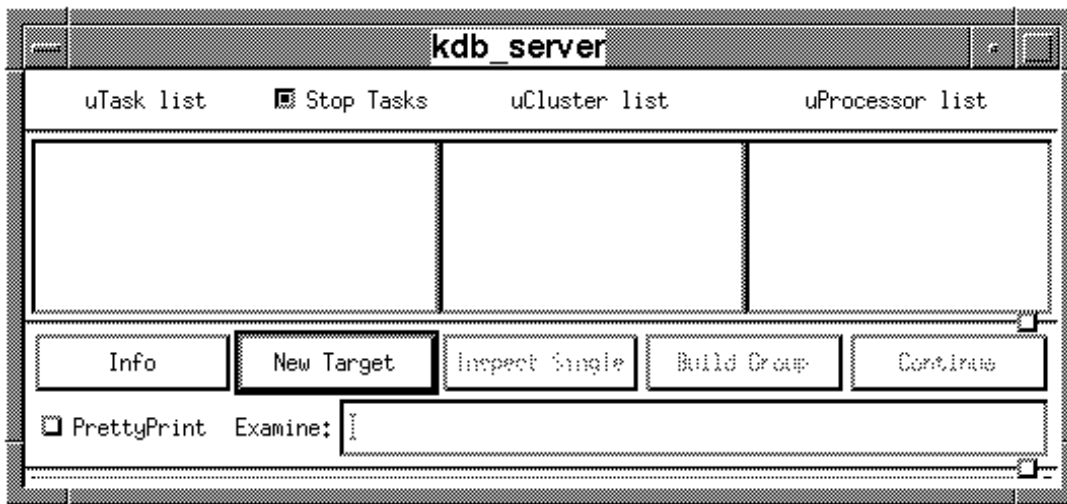 kdb_server
uTask list Stop Tasks uCluster list uProcessor list
Info New Target Inspect Single Build Group Continue
PrettyPrint Examine: